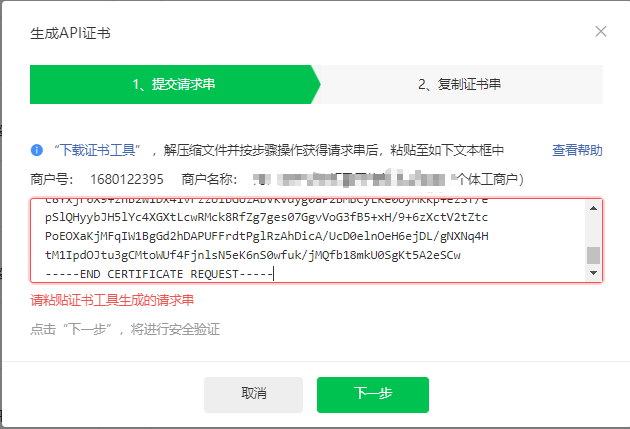 生成API证书
1、提交请求串
2、复制证书串
“下载证书工具”，解压缩文件并按步骤操作获得请求串后，粘贴至如下文本框中 查看帮助
商户号： 1680122395 商户名称： 个体工商户）
pSlQHyybJH5lYc4XGXtLcwRMck8RfZg7ges07GgvVoG3fB5+xH/9+6zXctV2tZtc
PoEOXaKjMFqIW1BgGd2hDAPUFFrdtPglRzAhDicA/UcD0elnOeH6ejDL/gNXNq4H
tM1IpdOJtu3gCMtoWUf4FjnlsN5eK6nS0wfuk/jMQfb18mkU0SgKt5A2eSCw
-----END CERTIFICATE REQUEST-----
请粘贴证书工具生成的请求串
点击“下一步”，将进行安全验证
取消
下一步